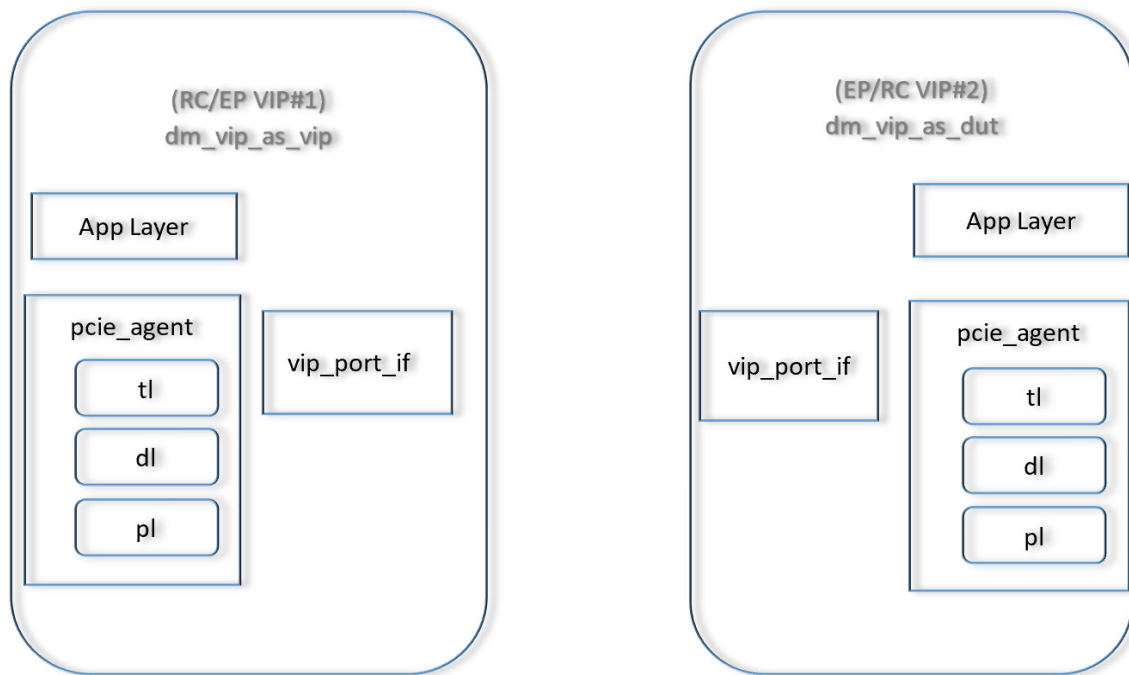 (RC/EP VIP#1)
dm_vip_as_vip
App Layer
pcie_agent
tl
dl
pl
vip_port_if
(EP/RC VIP#2)
dm_vip_as_dut
App Layer
vip_port_if
pcie_agent
tl
dl
pl